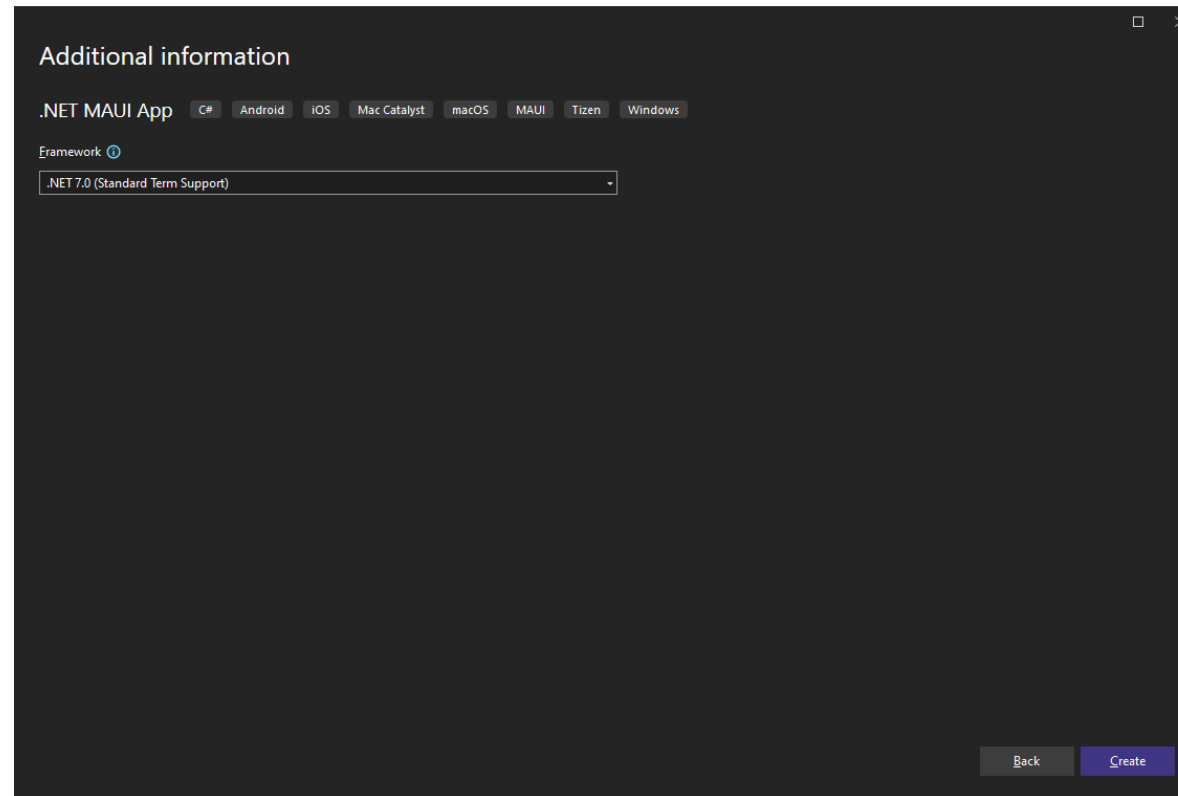 Additional information
.NET MAUI App C# Android iOS Mac Catalyst macOS MAUI Tizen Windows
Framework
.NET 7.0 (Standard Term Support)
Back Create